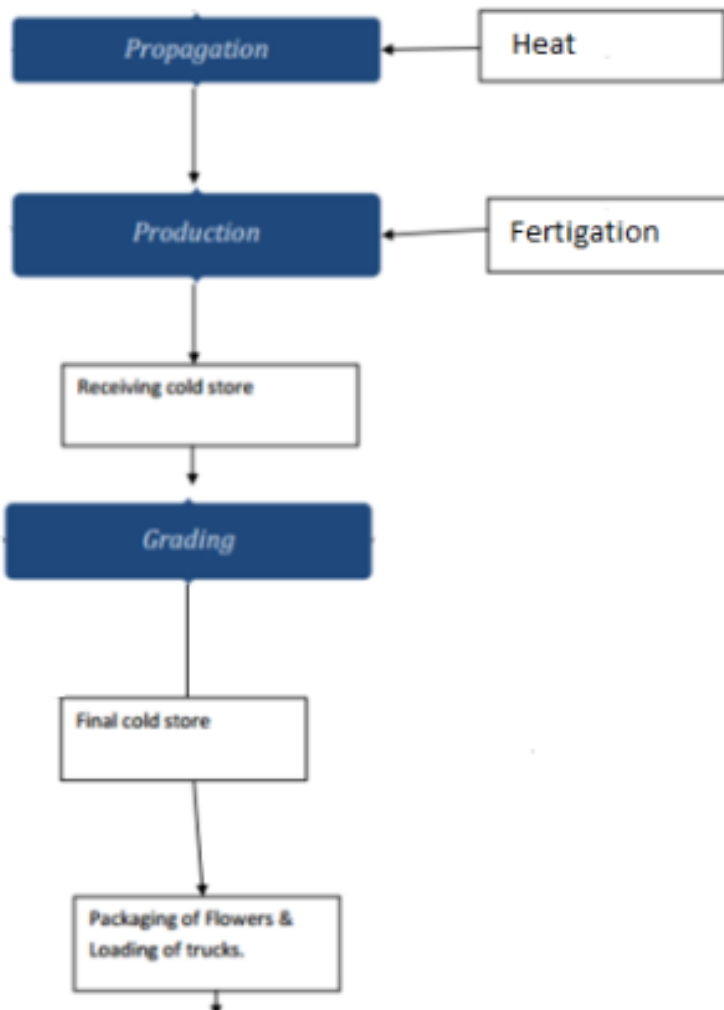 Propagation
Heat
Production
Fertigation
Receiving cold store
Grading
Final cold store
Packaging of Flowers &
Loading of trucks.